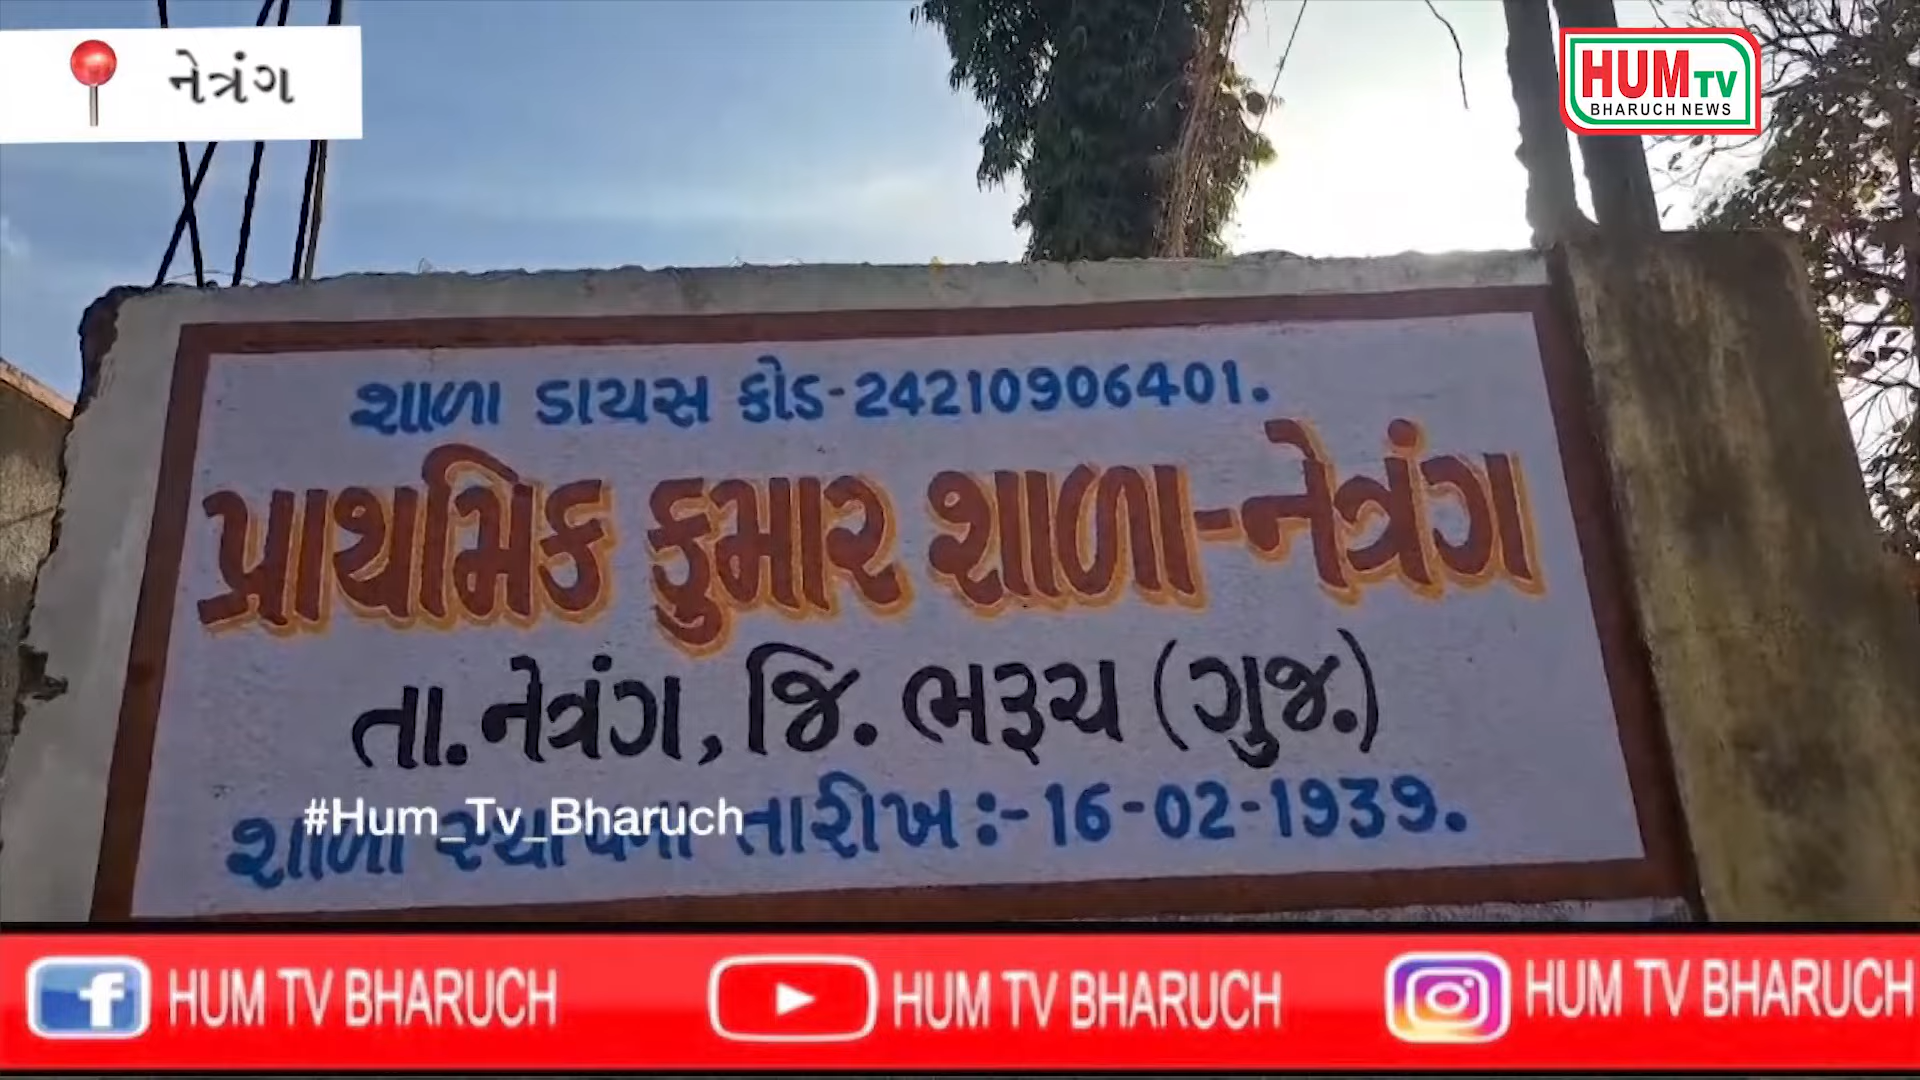 નેત્રંગ
HUM TV
BHARUCH NEWS
શાળા ડાયસ કોડ-24210906401.
પ્રાથમિક કુમાર શાળા-નેત્રંગ
તા. નેત્રંગ, જિ. ભરૂચ (ગુજ.)
#Hum_Tv_Bharuch
શાળા સ્થાપના તારીખ :- 16-02-1939.
HUM TV BHARUCH
HUM TV BHARUCH
HUM TV BHARUCH